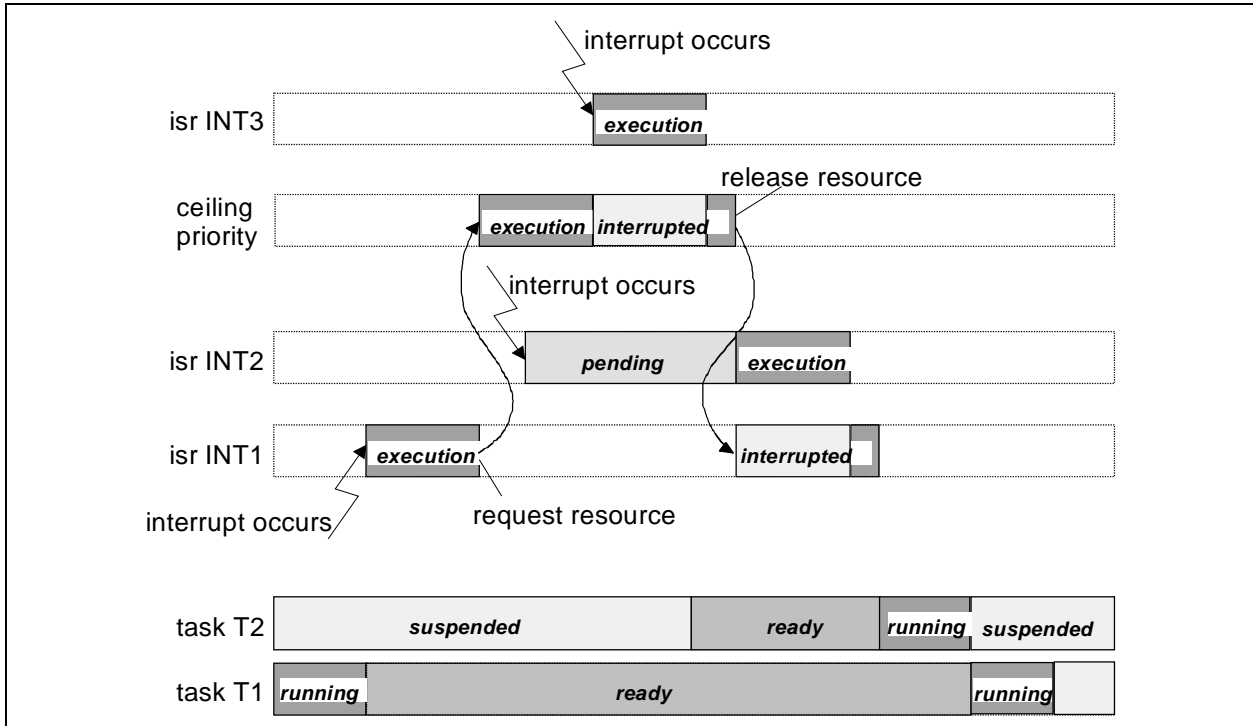 interrupt occurs
isr INT3
execution
release resource
ceiling
priority
execution
interrupted
interrupt occurs
isr INT2
pending
execution
isr INT1
execution
interrupted
interrupt occurs
request resource
task T2
suspended
ready
running
suspended
task T1
running
ready
running